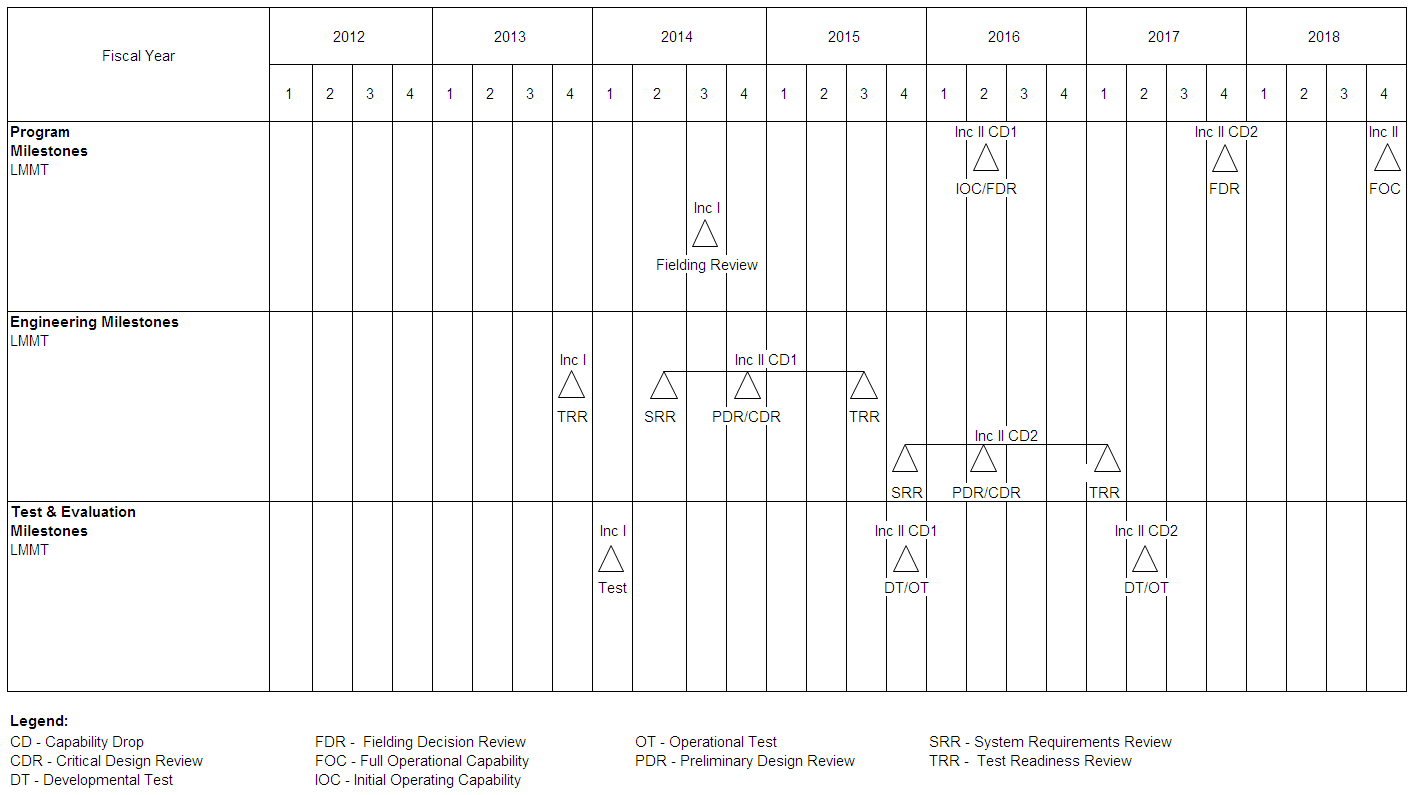 Fiscal Year
2012 2013 2014 2015 2016 2017 2018
1 2 3 4 1 2 3 4 1 2 3 4 1 2 3 4 1 2 3 4 1 2 3 4 1 2 3 4
Program
Milestones
LMMT
Inc II CD1 Inc II CD2 Inc II
IOC/FDR FDR FOC
Inc I
Fielding Review
Engineering Milestones
LMMT
Inc I Inc II CD1
TRR SRR PDR/CDR TRR
Inc II CD2
SRR PDR/CDR TRR
Test & Evaluation
Milestones
LMMT
Inc I Inc II CD1 Inc II CD2
Test DT/OT DT/OT
Legend:
CD - Capability Drop FDR - Fielding Decision Review OT - Operational Test SRR - System Requirements Review
CDR - Critical Design Review FOC - Full Operational Capability PDR - Preliminary Design Review TRR - Test Readiness Review
DT - Developmental Test IOC - Initial Operating Capability